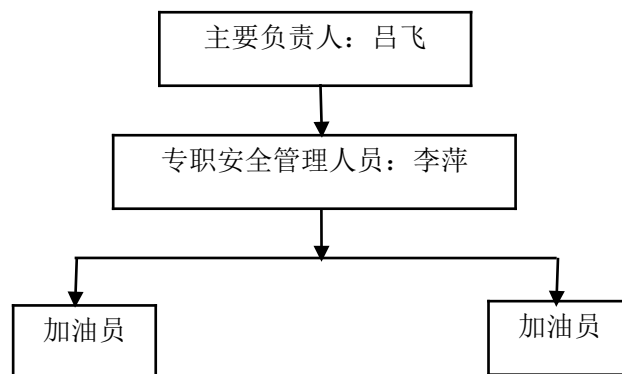 主要负责人：吕飞
专职安全管理人员：李萍
加油员
加油员